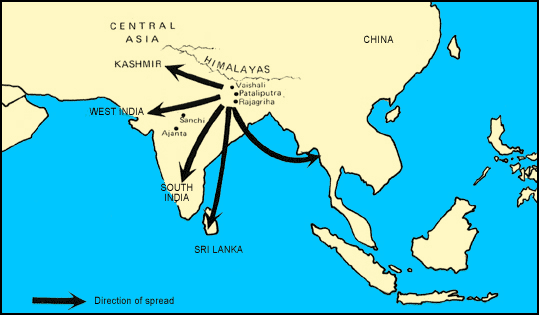 CENTRAL
ASIA
CHINA
KASHMIR
HIMALAYAS
Vaishali
Pataliputra
Rajagriha
WEST INDIA
Sanchi
Ajanta
SOUTH
INDIA
SRI LANKA
Direction of spread